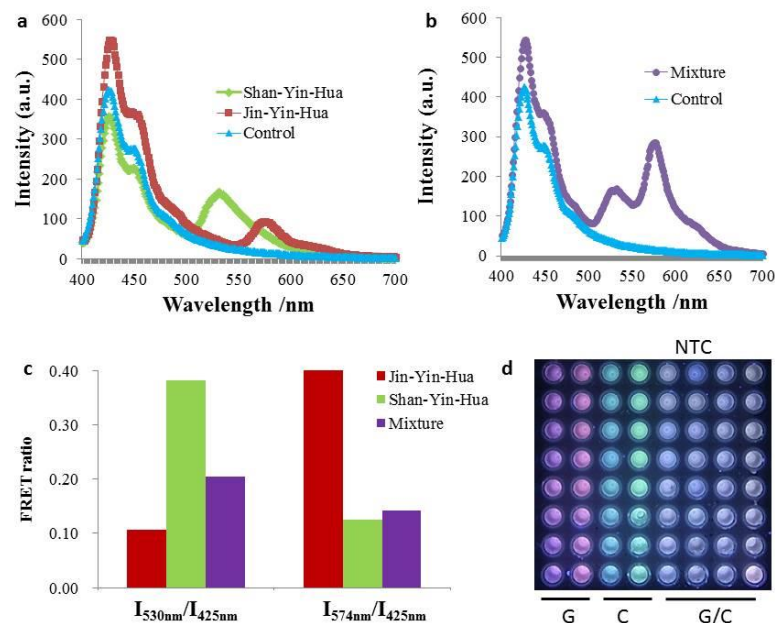 a
600
500
400
300
200
100
0
Intensity (a.u.)
Shan-Yin-Hua
Jin-Yin-Hua
Control
400 450 500 550 600 650 700
Wavelength /nm
b
600
500
400
300
200
100
0
Intensity (a.u.)
Mixture
Control
400 450 500 550 600 650 700
Wavelength /nm
c
0.40
0.30
0.20
0.10
0.00
FRET ratio
Jin-Yin-Hua
Shan-Yin-Hua
Mixture
I530nm/I425nm I574nm/I425nm
d
NTC
G C G/C